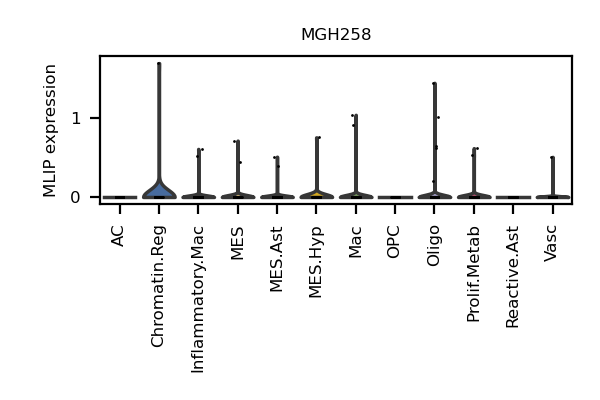 MGH258
MLIP expression
1
0
AC
Chromatin.Reg
Inflammatory.Mac
MES
MES.Ast
MES.Hyp
Mac
OPC
Oligo
Prolif.Metab
Reactive.Ast
Vasc